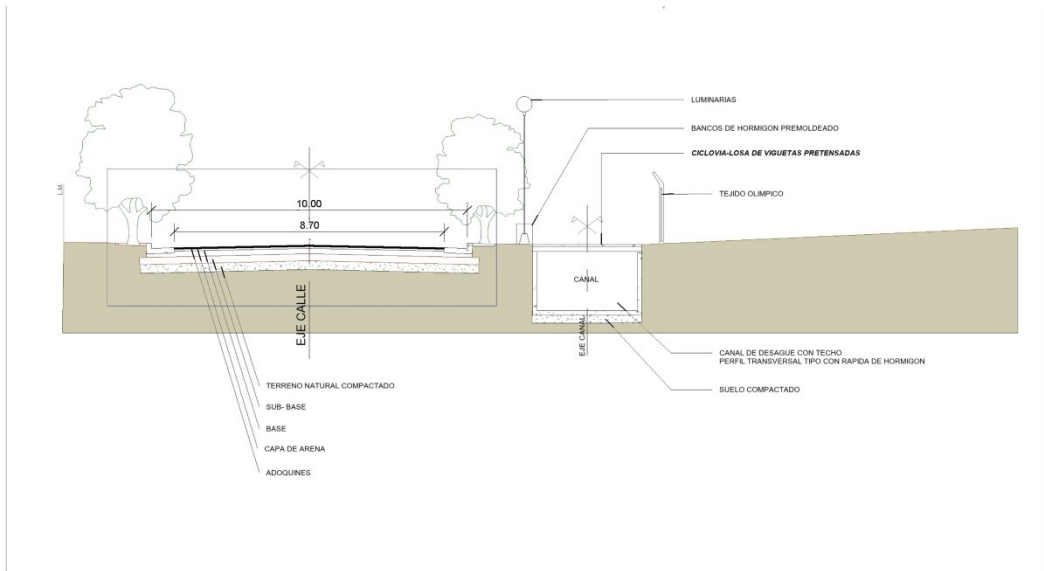 LUMINARIAS
BANCOS DE HORMIGON PREMOLDEADO
CICLOVIA-LOSA DE VIGUETAS PRETENSADAS
TEJIDO OLIMPICO
L.M.
10.00
8.70
CANAL
EJE CALLE
EJE CANAL
CANAL DE DESAGUE CON TECHO
PERFIL TRANSVERSAL TIPO CON RAPIDA DE HORMIGON
SUELO COMPACTADO
TERRENO NATURAL COMPACTADO
SUB- BASE
BASE
CAPA DE ARENA
ADOQUINES